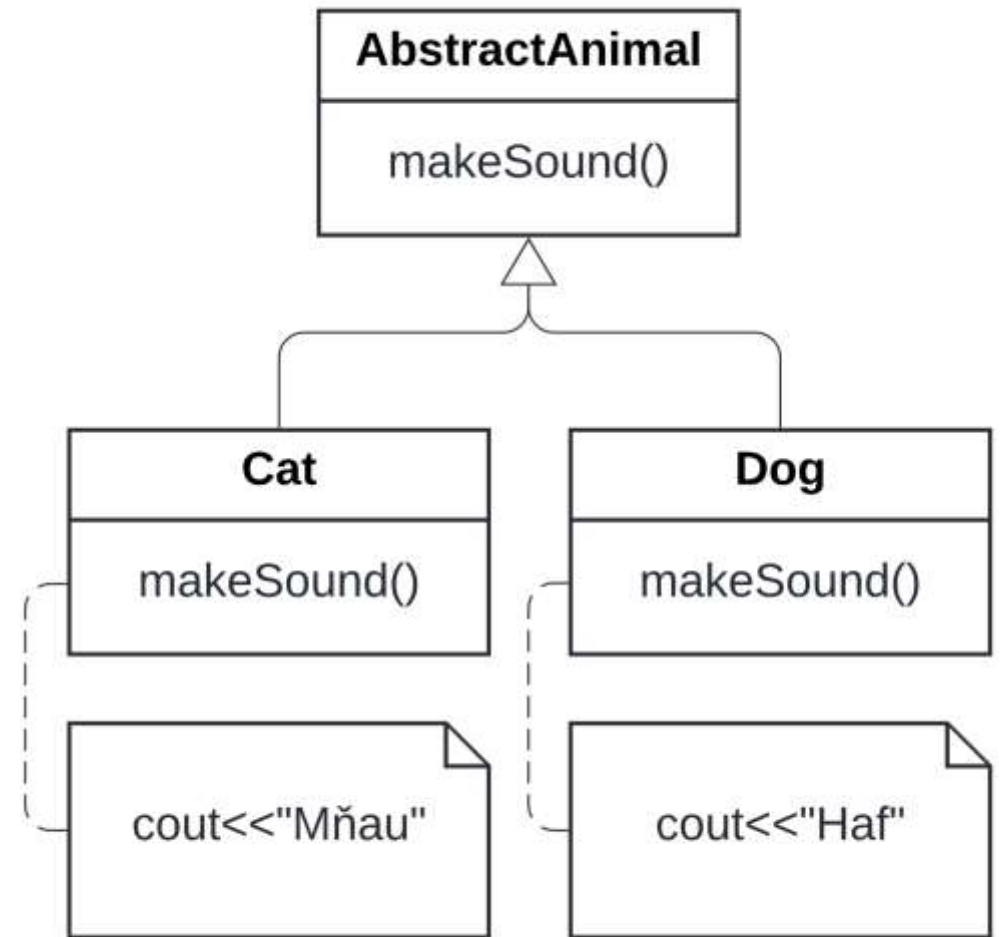 AbstractAnimal
makeSound()
Cat
makeSound()
cout<<"Mňau"
Dog
makeSound()
cout<<"Haf"